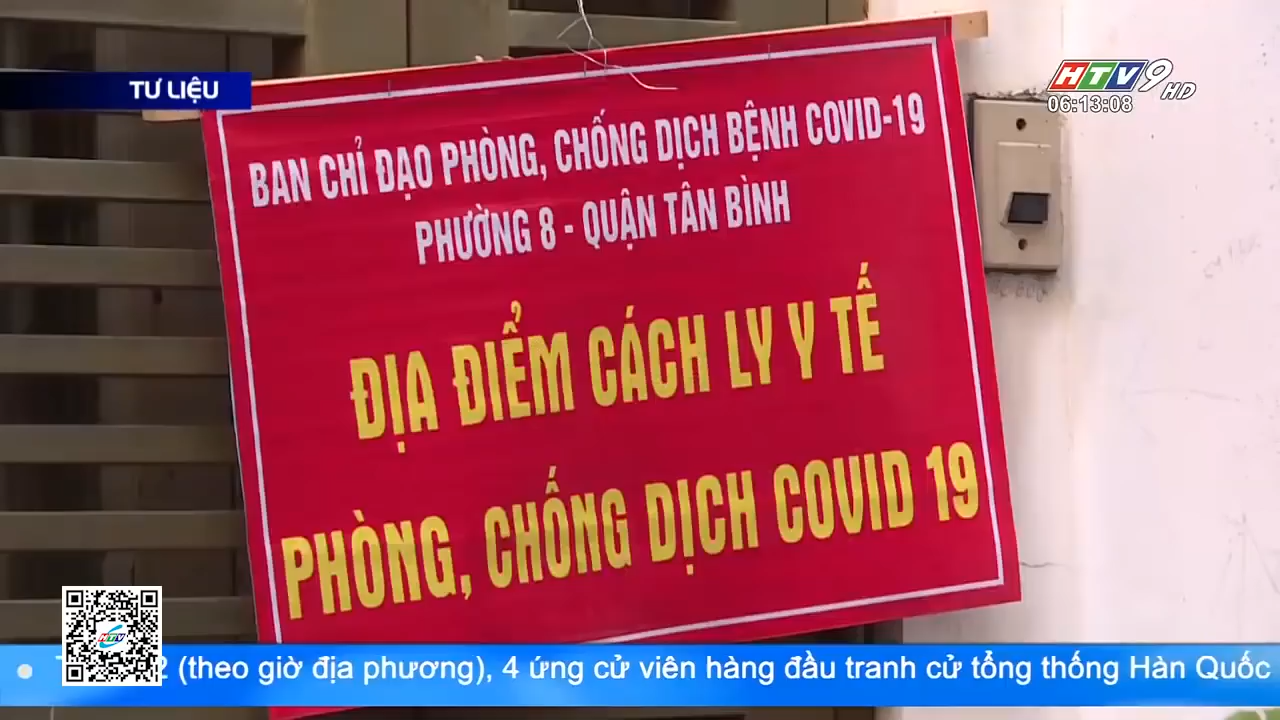 TƯ LIỆU
HTV9 HD
06:13:08
BAN CHỈ ĐẠO PHÒNG, CHỐNG DỊCH BỆNH COVID-19
PHƯỜNG 8 - QUẬN TÂN BÌNH
ĐỊA ĐIỂM CÁCH LY Y TẾ
PHÒNG, CHỐNG DỊCH COVID 19
HTV
(theo giờ địa phương), 4 ứng cử viên hàng đầu tranh cử tổng thống Hàn Quốc